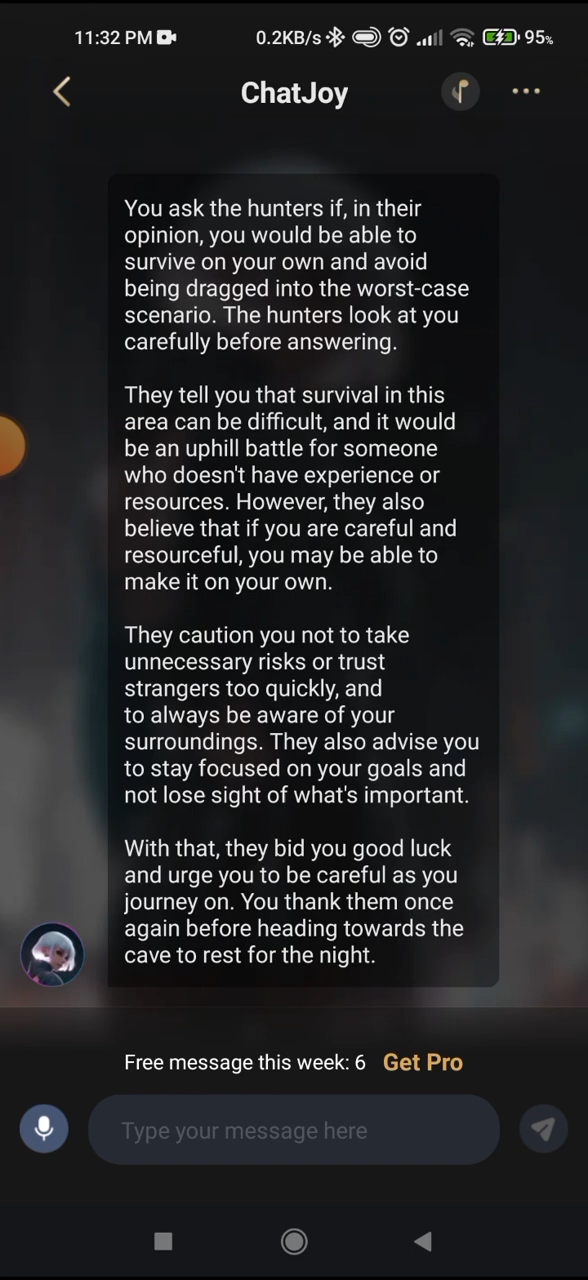 11:32 PM
0.2KB/s
95%
ChatJoy
You ask the hunters if, in their
opinion, you would be able to
survive on your own and avoid
being dragged into the worst-case
scenario. The hunters look at you
carefully before answering.
They tell you that survival in this
area can be difficult, and it would
be an uphill battle for someone
who doesn't have experience or
resources. However, they also
believe that if you are careful and
resourceful, you may be able to
make it on your own.
They caution you not to take
unnecessary risks or trust
strangers too quickly, and
to always be aware of your
surroundings. They also advise you
to stay focused on your goals and
not lose sight of what's important.
With that, they bid you good luck
and urge you to be careful as you
journey on. You thank them once
again before heading towards the
cave to rest for the night.
Free message this week: 6 Get Pro
Type your message here